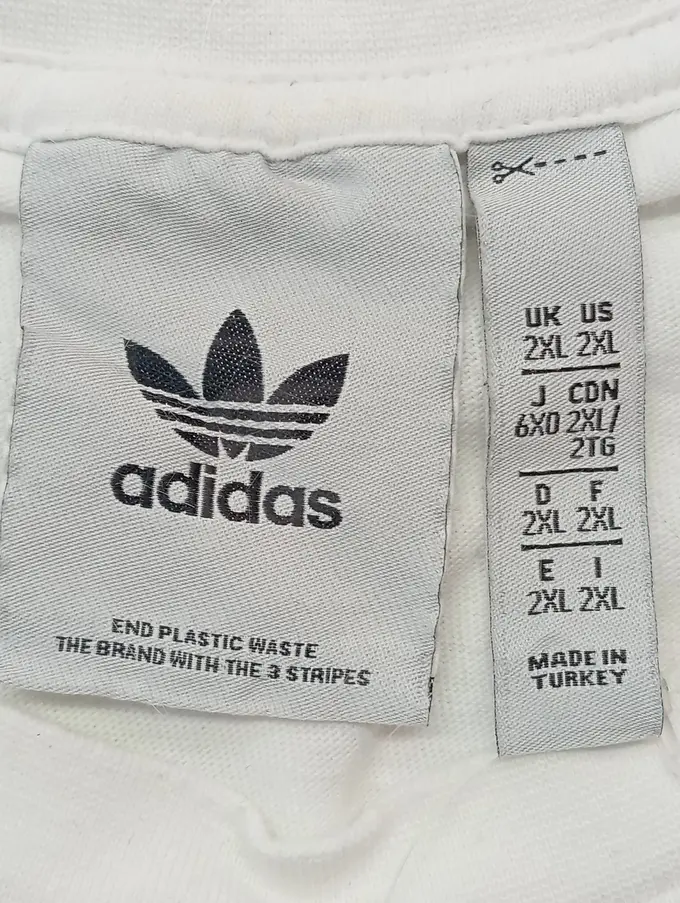 adidas
END PLASTIC WASTE
THE BRAND WITH THE 3 STRIPES
UK US
2XL 2XL
J CDN
6XO 2XL/
2TG
D F
2XL 2XL
E I
2XL 2XL
MADE IN
TURKEY